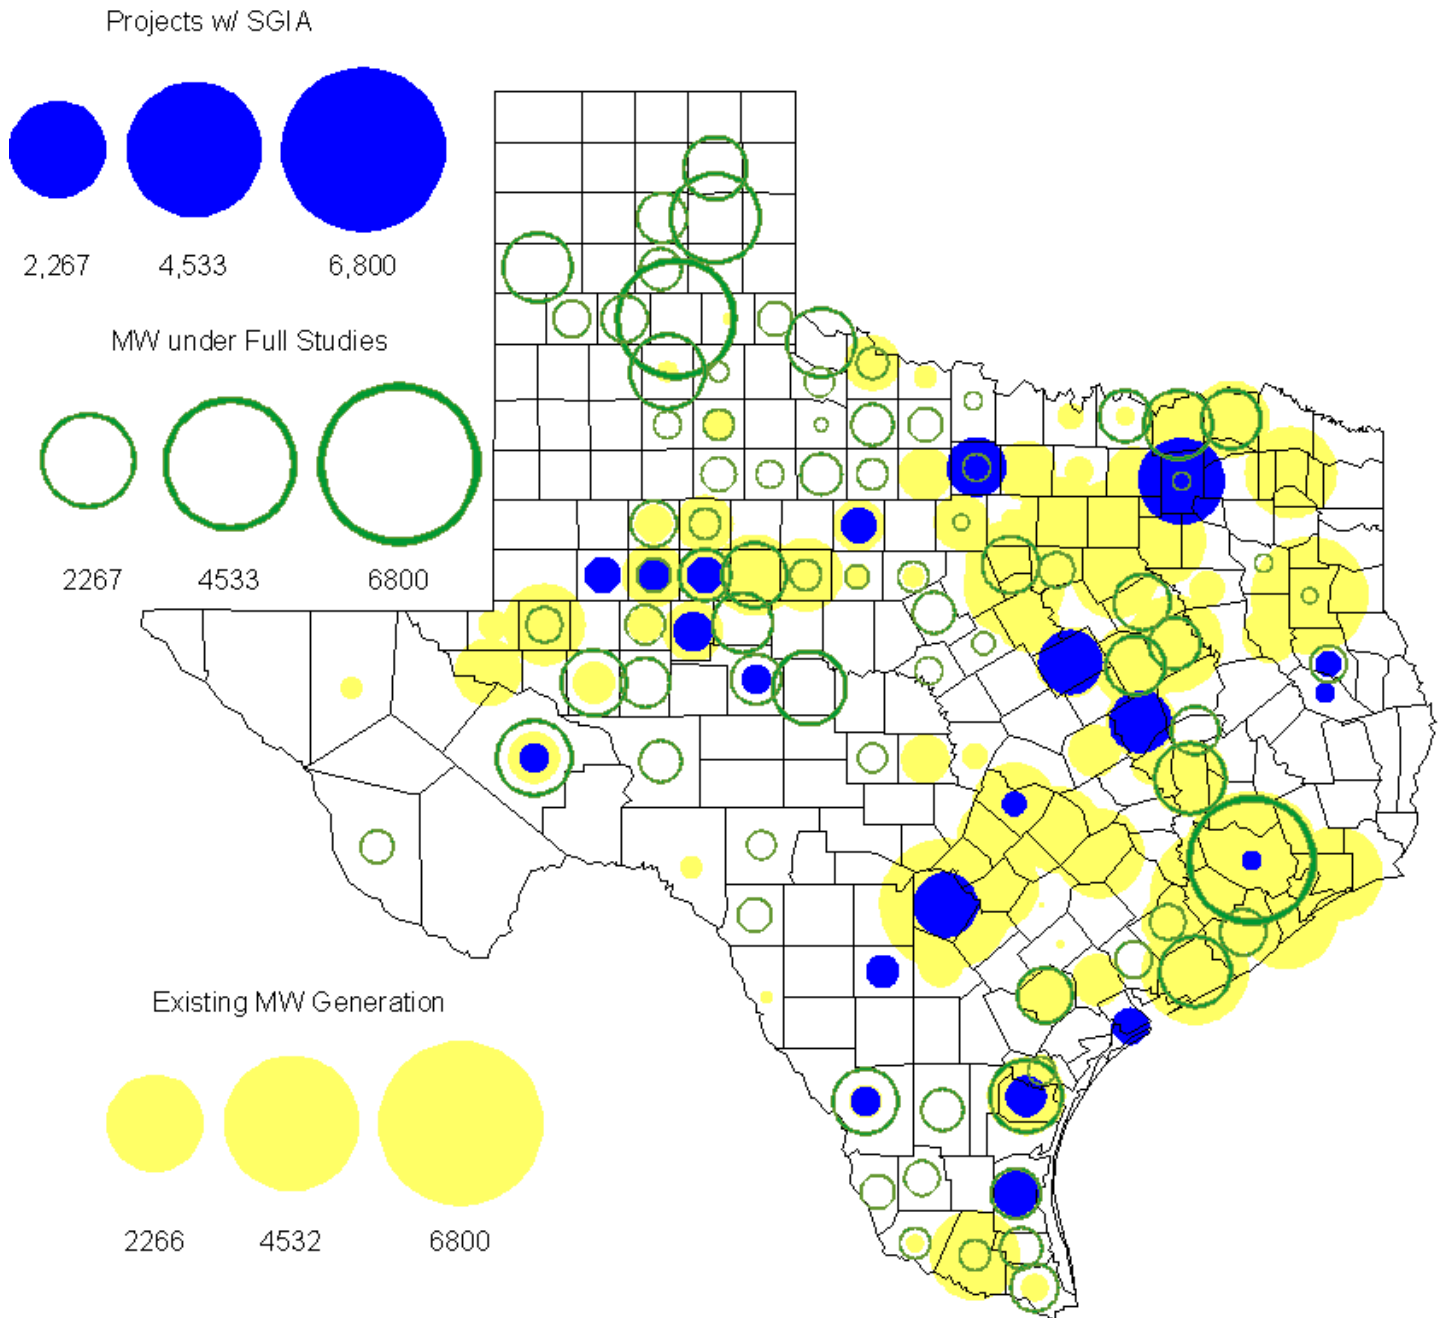 Projects w/ SGIA
2,267 4,533 6,800
MW under Full Studies
2267 4533 6800
Existing MW Generation
2266 4532 6800